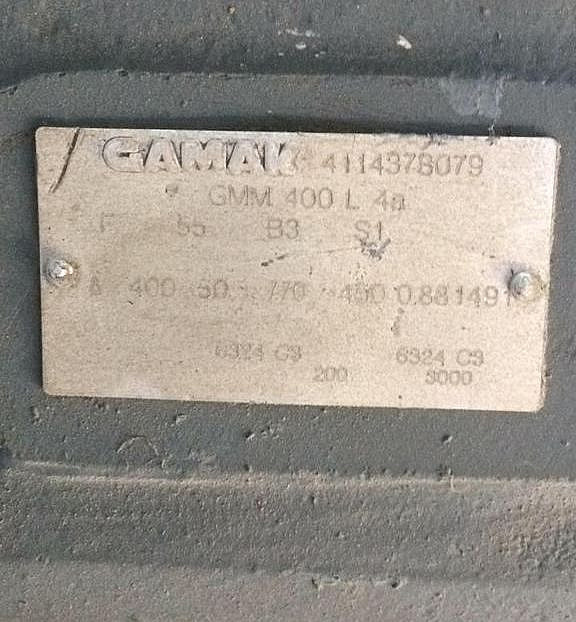 GAMAK 4114378079
GMM 400 L 4a
F 55 B3 S1
Δ 400 50 770 450 0.88 1491
6324 C3 6324 C3
200 3000